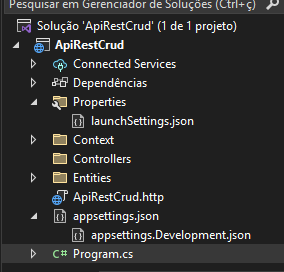 Pesquisar em Gerenciador de Soluções (Ctrl+ç)
Solução 'ApiRestCrud' (1 de 1 projeto)
ApiRestCrud
Connected Services
Dependências
Properties
launchSettings.json
Context
Controllers
Entities
ApiRestCrud.http
appsettings.json
appsettings.Development.json
C# Program.cs